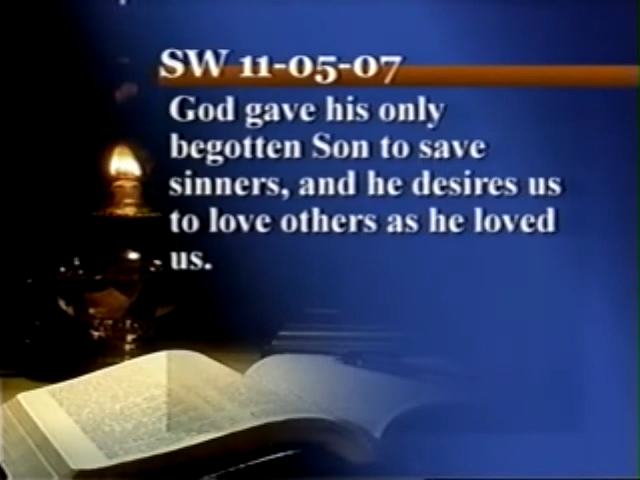 SW 11-05-07
God gave his only
begotten Son to save
sinners, and he desires us
to love others as he loved
us.